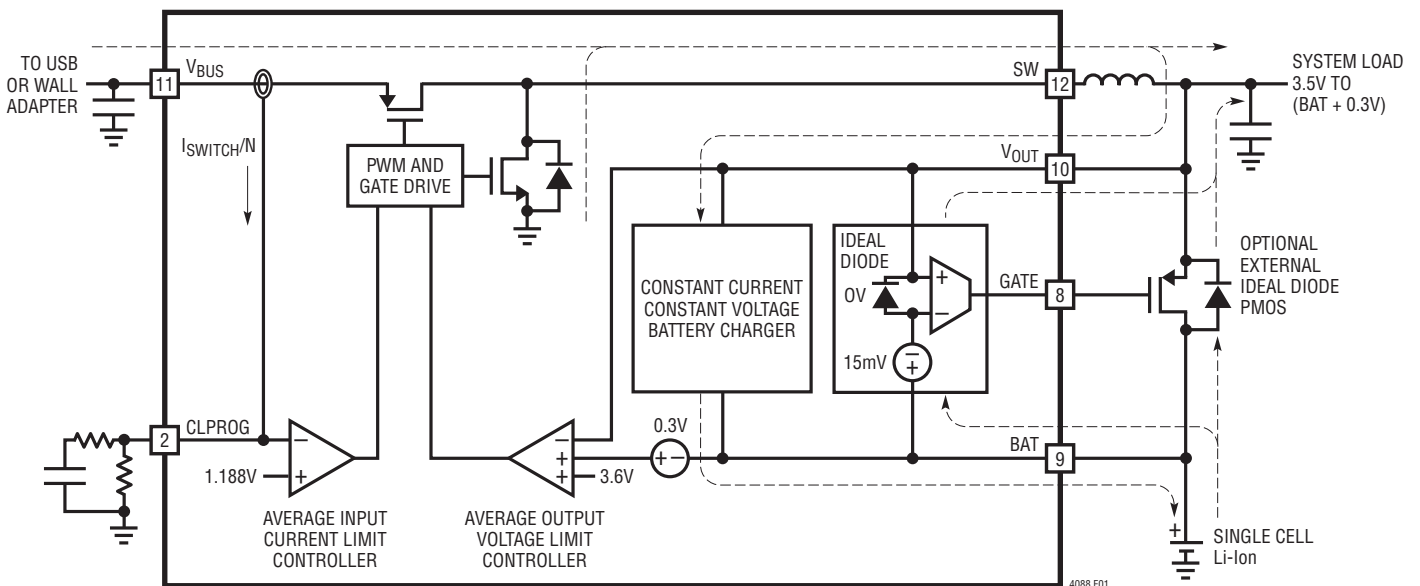 TO USB
OR WALL
ADAPTER
11
VBUS
SW
12
SYSTEM LOAD
3.5V TO
(BAT + 0.3V)
ISWITCH/N
PWM AND
GATE DRIVE
VOUT
10
CONSTANT CURRENT
CONSTANT VOLTAGE
BATTERY CHARGER
IDEAL
DIODE
0V
+
−
15mV
−
+
GATE
8
OPTIONAL
EXTERNAL
IDEAL DIODE
PMOS
2
CLPROG
−
1.188V
+
AVERAGE INPUT
CURRENT LIMIT
CONTROLLER
−
+
+
3.6V
AVERAGE OUTPUT
VOLTAGE LIMIT
CONTROLLER
0.3V
+ −
BAT
9
+
SINGLE CELL
Li-Ion
4088 F01